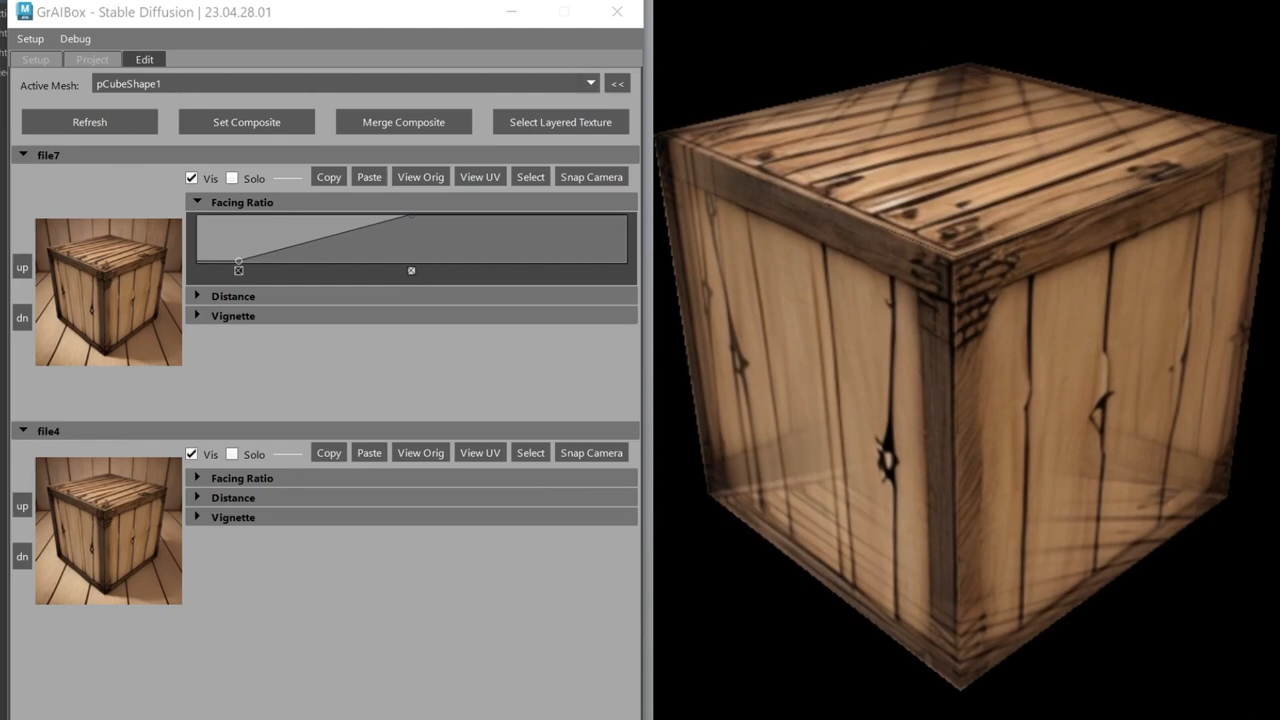 GrAIBox - Stable Diffusion | 23.04.28.01
Setup Debug
Setup Project Edit
Active Mesh: pCubeShape1 <<
Refresh Set Composite Merge Composite Select Layered Texture
file7
Vis Solo Copy Paste View Orig View UV Select Snap Camera
Facing Ratio
up
Distance
dn
Vignette
file4
Vis Solo Copy Paste View Orig View UV Select Snap Camera
Facing Ratio
up
Distance
Vignette
dn